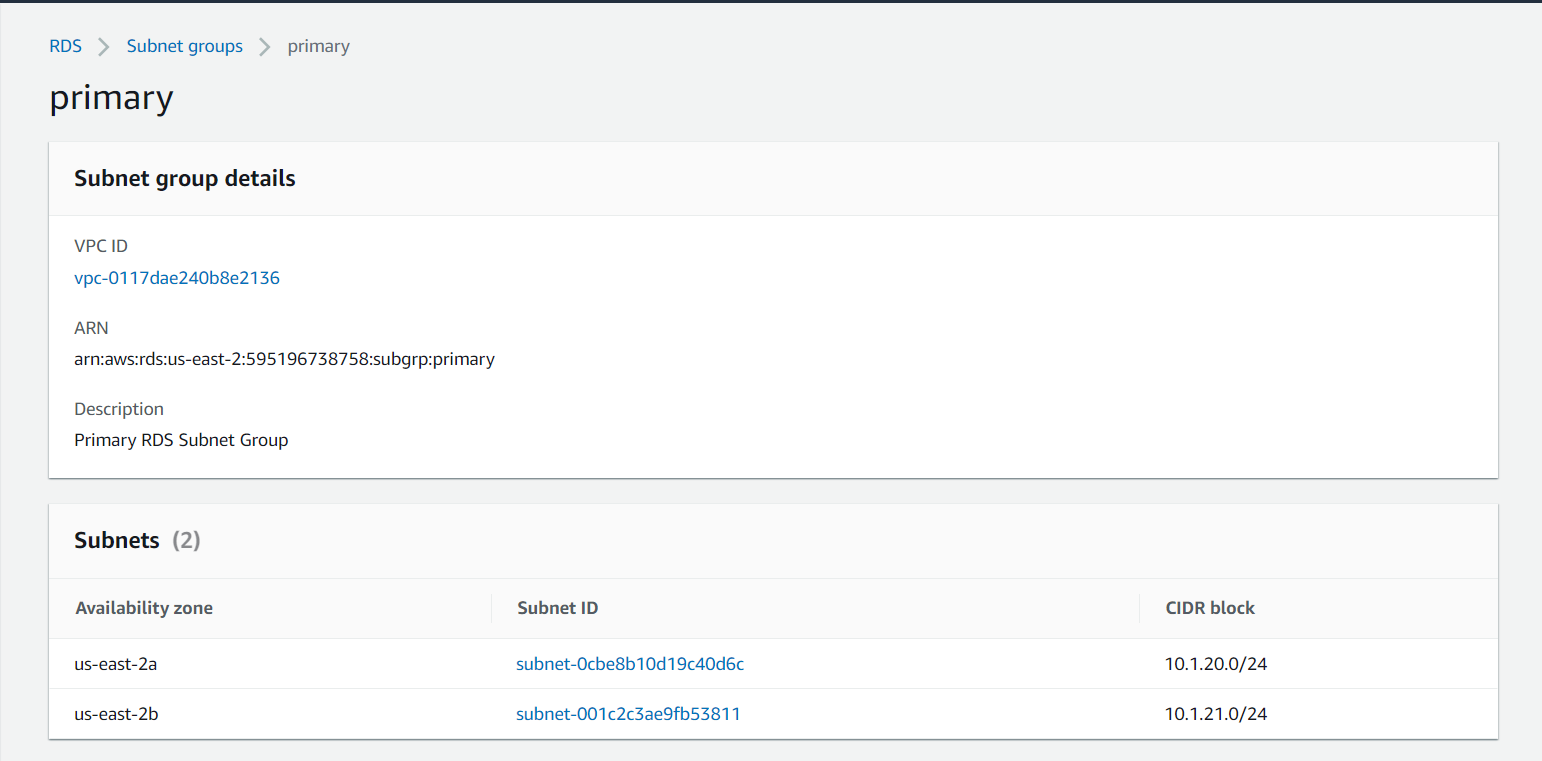 RDS > Subnet groups > primary
primary
Subnet group details
VPC ID
vpc-0117dae240b8e2136
ARN
arn:aws:rds:us-east-2:595196738758:subgrp:primary
Description
Primary RDS Subnet Group
Subnets (2)
Availability zone Subnet ID CIDR block
us-east-2a subnet-0cbe8b10d19c40d6c 10.1.20.0/24
us-east-2b subnet-001c2c3ae9fb53811 10.1.21.0/24